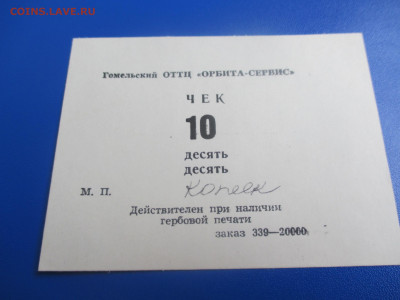 COINS.LAVE.RU
Гомельский ОТТЦ «ОРБИТА-СЕРВИС»
ЧЕК
10
десять
десять
М. П. копеек
Действителен при наличии
гербовой печати
заказ 339—20000.